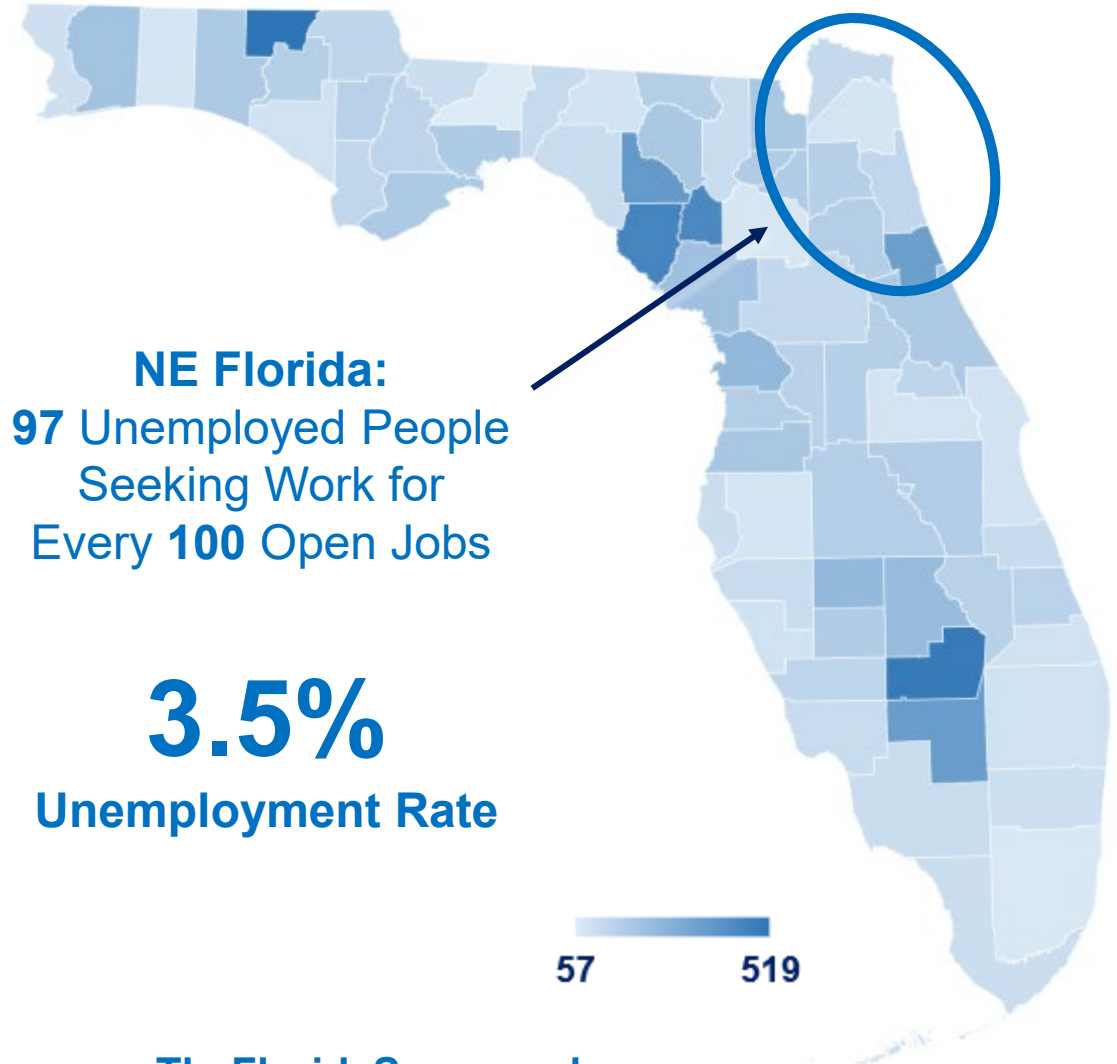 NE Florida:
97 Unemployed People
Seeking Work for
Every 100 Open Jobs
3.5%
Unemployment Rate
57 519